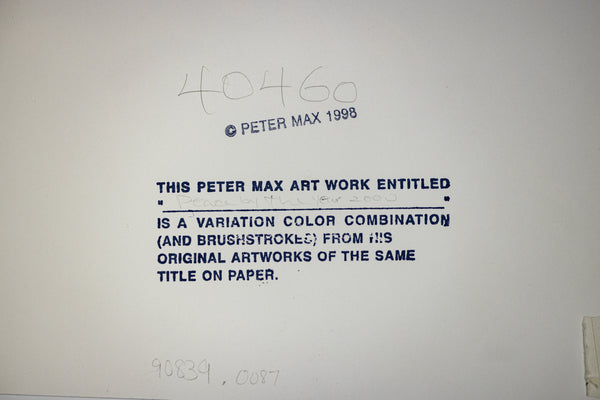 40460
© PETER MAX 1998
THIS PETER MAX ART WORK ENTITLED
"Peace by The Year 2000"
IS A VARIATION COLOR COMBINATION
(AND BRUSHSTROKES) FROM HIS
ORIGINAL ARTWORKS OF THE SAME
TITLE ON PAPER.
90839.0087